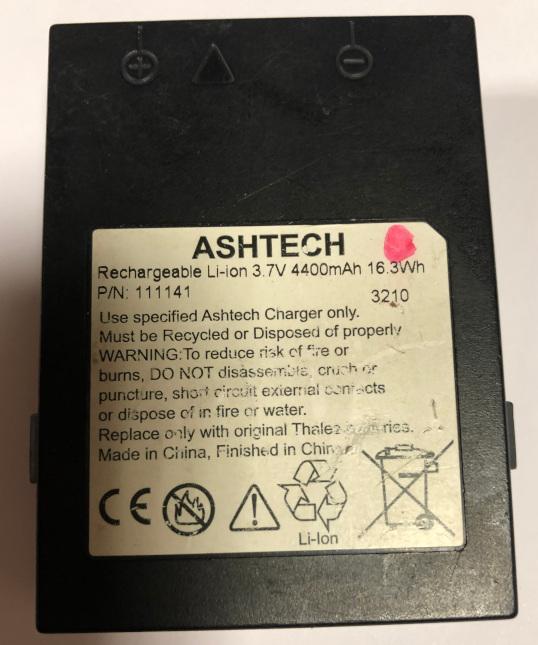 ASHTECH
Rechargeable Li-ion 3.7V 4400mAh 16.3Wh
P/N: 111141 3210
Use specified Ashtech Charger only.
Must be Recycled or Disposed of properly
WARNING:To reduce risk of fire or
burns, DO NOT disassemble, crush or
puncture, short circuit external contacts
or dispose of in fire or water.
Replace only with original Thales batteries.
Made in China, Finished in China
CE
Li-Ion